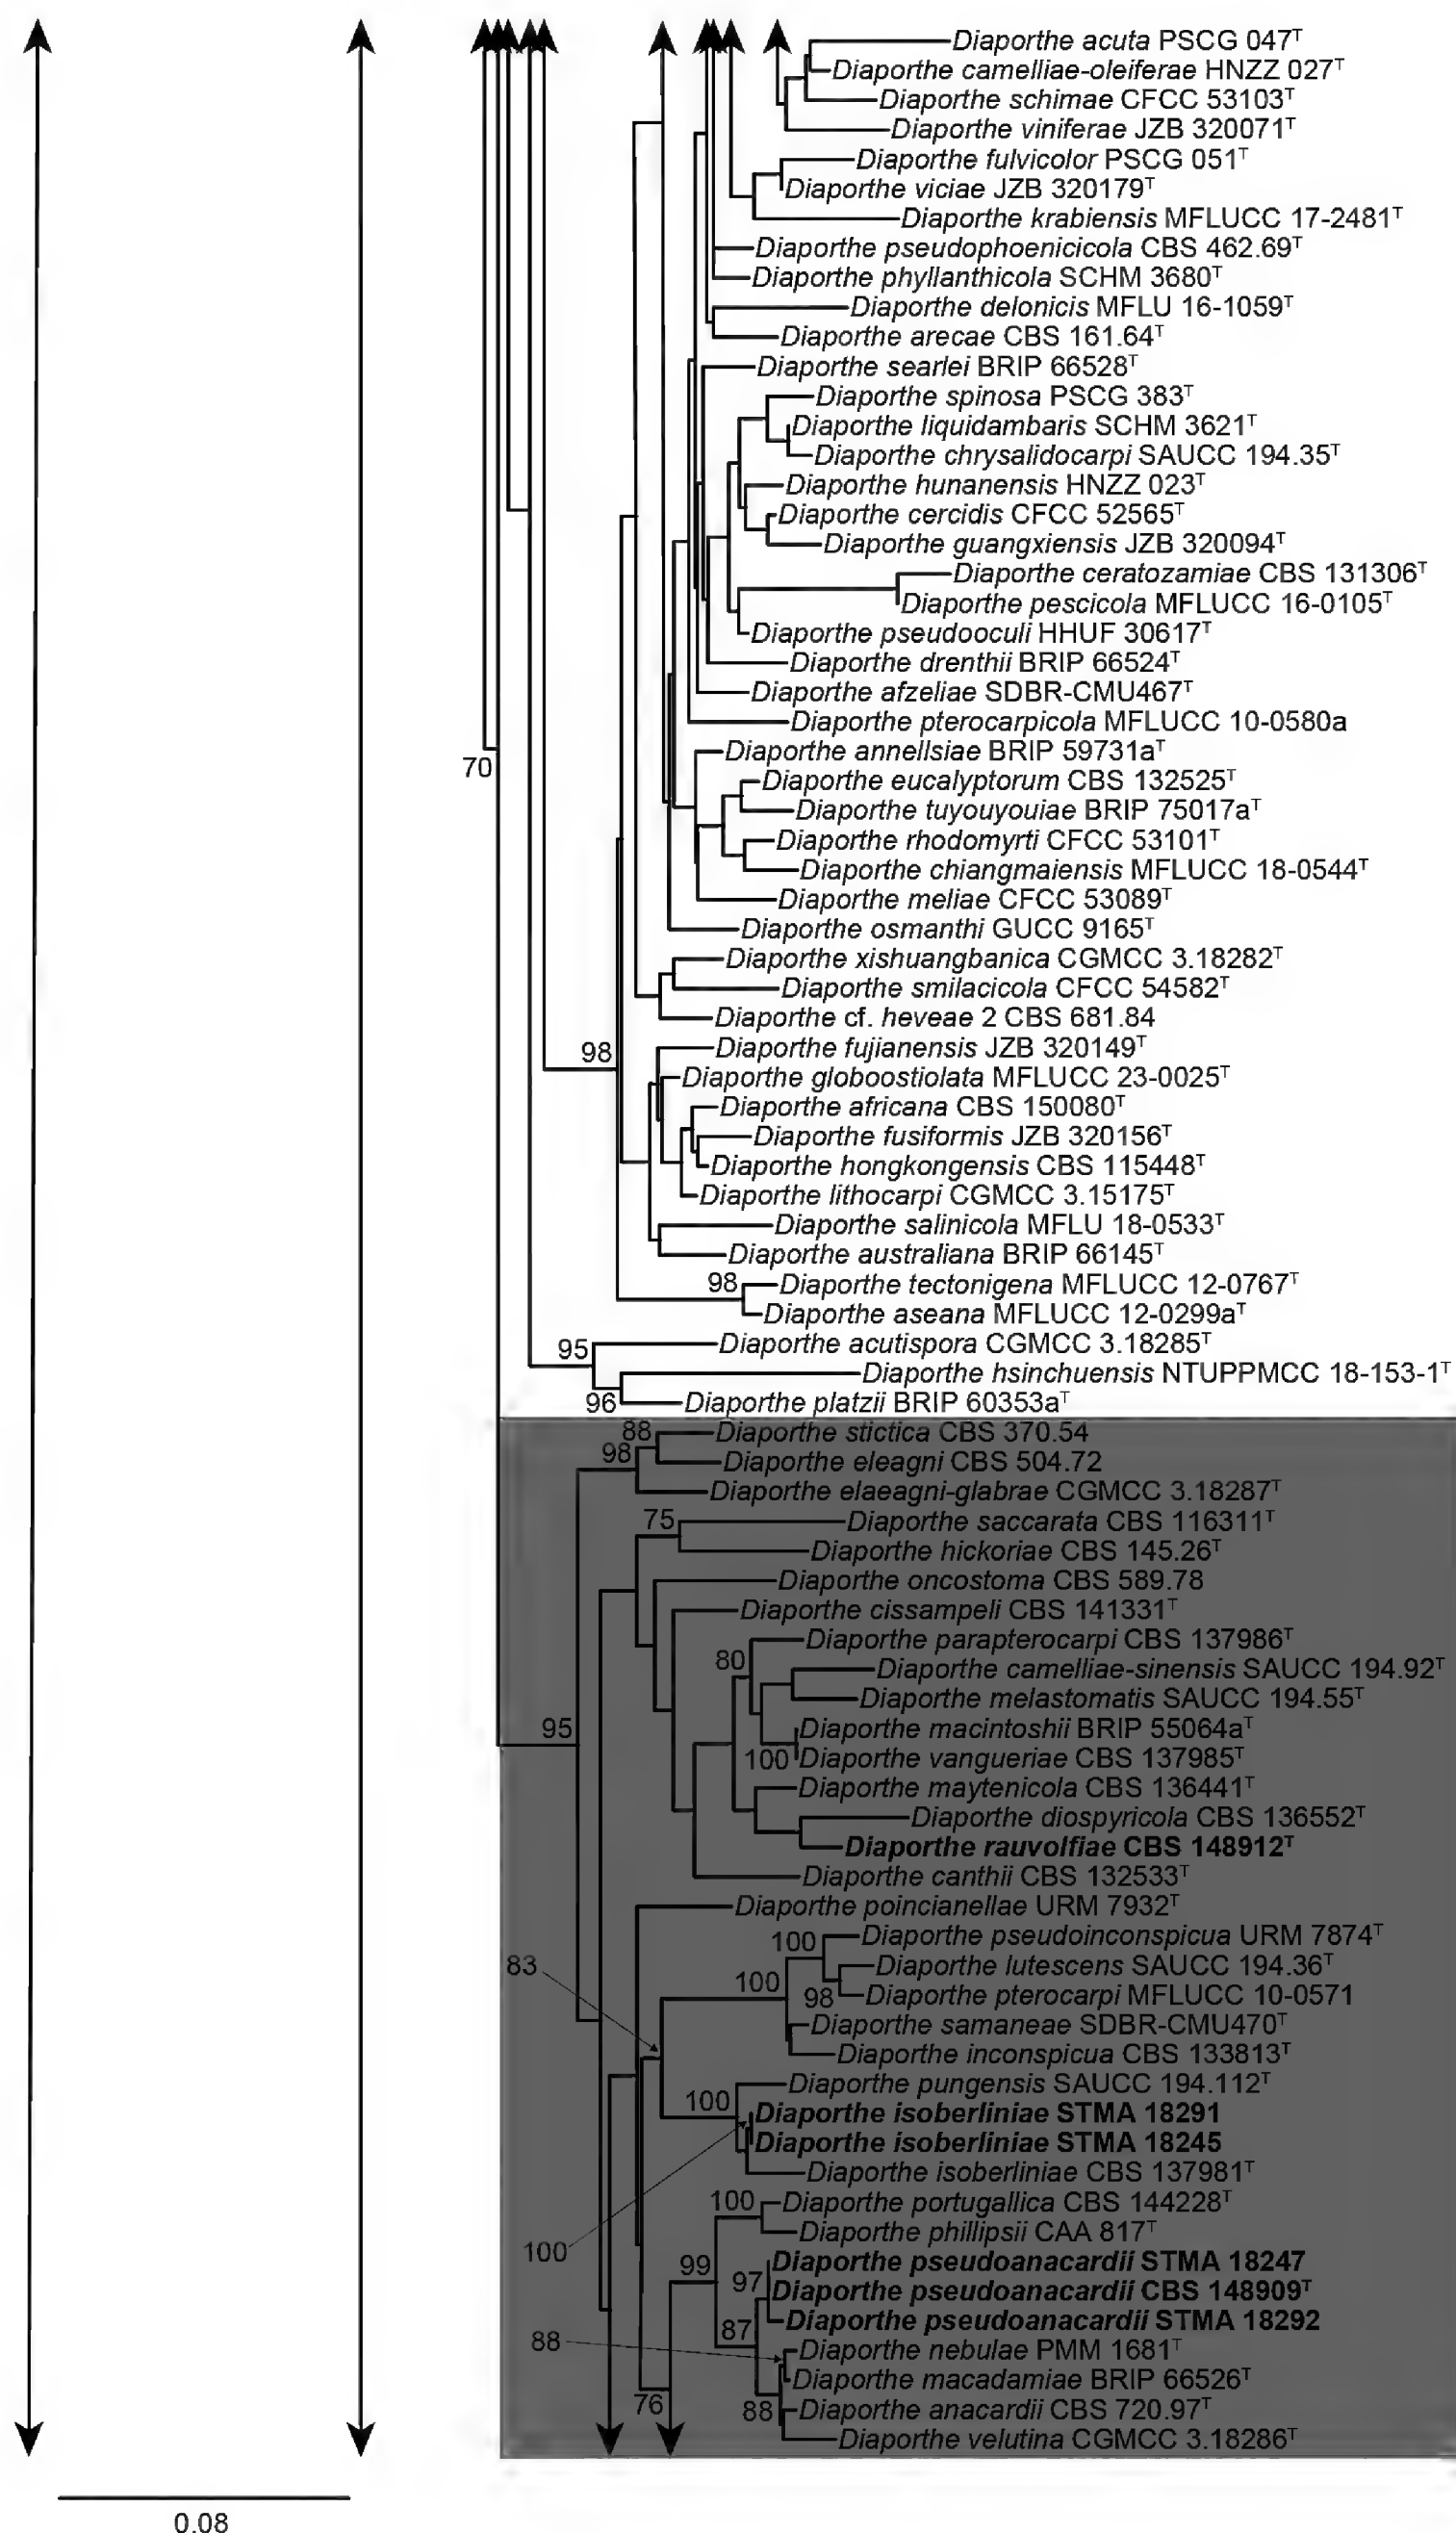 Diaporthe acuta PSCG 047ᵀ
Diaporthe camelliae-oleiferae HNZZ 027ᵀ
Diaporthe schimae CFCC 53103ᵀ
Diaporthe viniferae JZB 320071ᵀ
Diaporthe fulvicolor PSCG 051ᵀ
Diaporthe viciae JZB 320179ᵀ
Diaporthe krabiensis MFLUCC 17-2481ᵀ
Diaporthe pseudophoenicicola CBS 462.69ᵀ
Diaporthe phyllanthicola SCHM 3680ᵀ
Diaporthe delonicis MFLU 16-1059ᵀ
Diaporthe arecae CBS 161.64ᵀ
Diaporthe searlei BRIP 66528ᵀ
Diaporthe spinosa PSCG 383ᵀ
Diaporthe liquidambaris SCHM 3621ᵀ
Diaporthe chrysalidocarpi SAUCC 194.35ᵀ
Diaporthe hunanensis HNZZ 023ᵀ
Diaporthe cercidis CFCC 52565ᵀ
Diaporthe guangxiensis JZB 320094ᵀ
Diaporthe ceratozamiae CBS 131306ᵀ
Diaporthe pescicola MFLUCC 16-0105ᵀ
Diaporthe pseudooculi HHUF 30617ᵀ
Diaporthe drenthii BRIP 66524ᵀ
Diaporthe afzeliae SDBR-CMU467ᵀ
Diaporthe pterocarpicola MFLUCC 10-0580a
Diaporthe annellsiae BRIP 59731aᵀ
70
Diaporthe eucalyptorum CBS 132525ᵀ
Diaporthe tuyouyouiae BRIP 75017aᵀ
Diaporthe rhodomyrti CFCC 53101ᵀ
Diaporthe chiangmaiensis MFLUCC 18-0544ᵀ
Diaporthe meliae CFCC 53089ᵀ
Diaporthe osmanthi GUCC 9165ᵀ
Diaporthe xishuangbanica CGMCC 3.18282ᵀ
Diaporthe smilacicola CFCC 54582ᵀ
Diaporthe cf. heveae 2 CBS 681.84
98 Diaporthe fujianensis JZB 320149ᵀ
Diaporthe globoostiolata MFLUCC 23-0025ᵀ
Diaporthe africana CBS 150080ᵀ
Diaporthe fusiformis JZB 320156ᵀ
Diaporthe hongkongensis CBS 115448ᵀ
Diaporthe lithocarpi CGMCC 3.15175ᵀ
Diaporthe salinicola MFLU 18-0533ᵀ
Diaporthe australiana BRIP 66145ᵀ
98 Diaporthe tectonigena MFLUCC 12-0767ᵀ
Diaporthe aseana MFLUCC 12-0299aᵀ
95 Diaporthe acutispora CGMCC 3.18285ᵀ
Diaporthe hsinchuensis NTUPPMCC 18-153-1ᵀ
96 Diaporthe platzii BRIP 60353aᵀ
88 Diaporthe stictica CBS 370.54
98 Diaporthe eleagni CBS 504.72
Diaporthe elaeagni-glabrae CGMCC 3.18287ᵀ
75 Diaporthe saccarata CBS 116311ᵀ
Diaporthe hickoriae CBS 145.26ᵀ
Diaporthe oncostoma CBS 589.78
Diaporthe cissampeli CBS 141331ᵀ
Diaporthe parapterocarpi CBS 137986ᵀ
80 Diaporthe camelliae-sinensis SAUCC 194.92ᵀ
Diaporthe melastomatis SAUCC 194.55ᵀ
95 Diaporthe macintoshii BRIP 55064aᵀ
100 Diaporthe vangueriae CBS 137985ᵀ
Diaporthe maytenicola CBS 136441ᵀ
Diaporthe diospyricola CBS 136552ᵀ
Diaporthe rauvolfiae CBS 148912ᵀ
Diaporthe canthii CBS 132533ᵀ
Diaporthe poincianellae URM 7932ᵀ
100 Diaporthe pseudoinconspicua URM 7874ᵀ
83 Diaporthe lutescens SAUCC 194.36ᵀ
100
98 Diaporthe pterocarpi MFLUCC 10-0571
Diaporthe samaneae SDBR-CMU470ᵀ
Diaporthe inconspicua CBS 133813ᵀ
Diaporthe pungensis SAUCC 194.112ᵀ
100 Diaporthe isoberliniae STMA 18291
Diaporthe isoberliniae STMA 18245
Diaporthe isoberliniae CBS 137981ᵀ
100 Diaporthe portugallica CBS 144228ᵀ
Diaporthe phillipsii CAA 817ᵀ
100
99 Diaporthe pseudoanacardii STMA 18247
97 Diaporthe pseudoanacardii CBS 148909ᵀ
Diaporthe pseudoanacardii STMA 18292
87
88 Diaporthe nebulae PMM 1681ᵀ
Diaporthe macadamiae BRIP 66526ᵀ
76 88 Diaporthe anacardii CBS 720.97ᵀ
Diaporthe velutina CGMCC 3.18286ᵀ
0.08